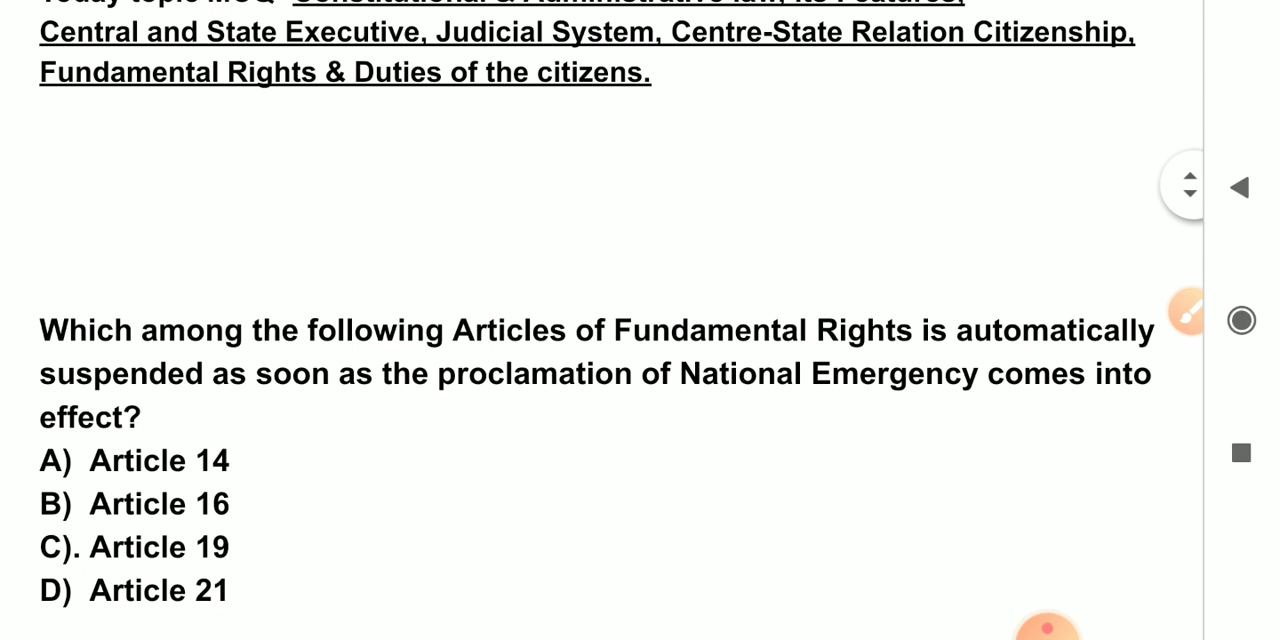 Central and State Executive, Judicial System, Centre-State Relation Citizenship,
Fundamental Rights & Duties of the citizens.
Which among the following Articles of Fundamental Rights is automatically
suspended as soon as the proclamation of National Emergency comes into
effect?
A) Article 14
B) Article 16
C). Article 19
D) Article 21